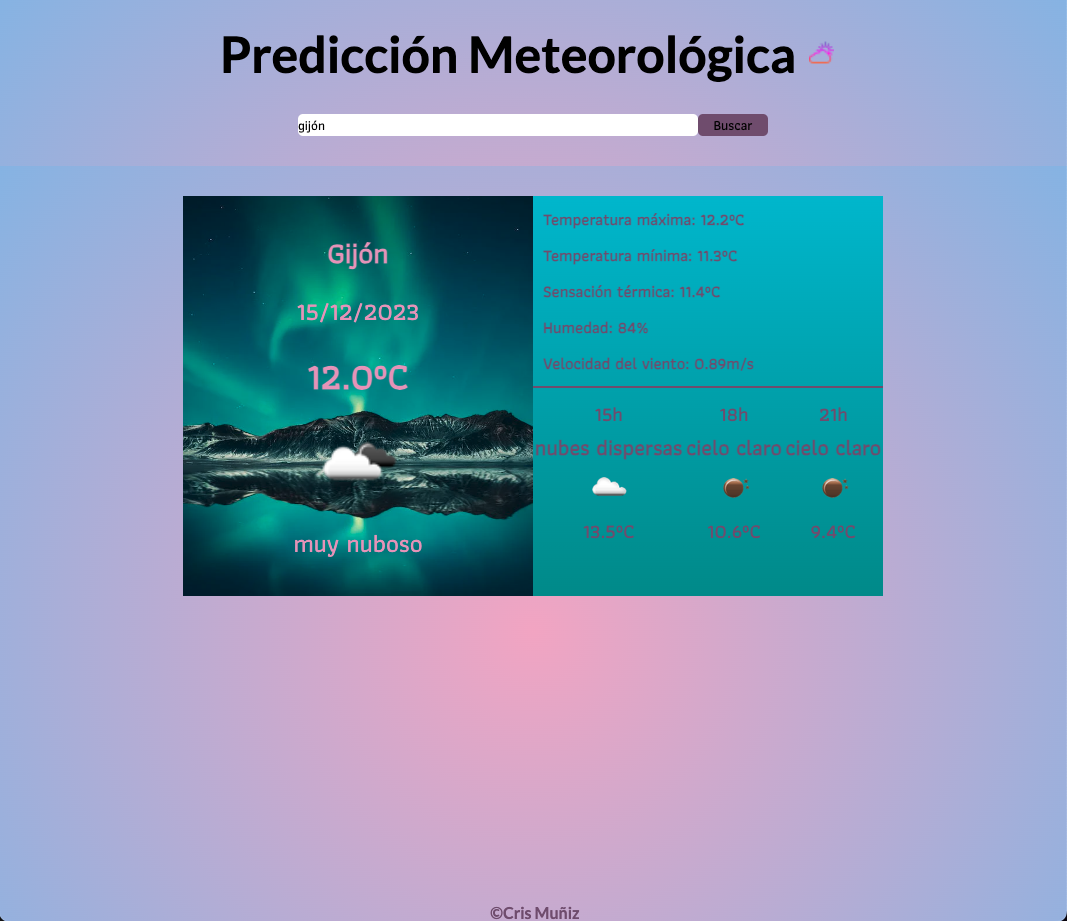 Predicción Meteorológica
gijón
Buscar
Gijón
15/12/2023
12.0ºC
muy nuboso
Temperatura máxima: 12.2ºC
Temperatura mínima: 11.3ºC
Sensación térmica: 11.4ºC
Humedad: 84%
Velocidad del viento: 0.89m/s
15h 18h 21h
nubes dispersas cielo claro cielo claro
13.5ºC 10.6ºC 9.4ºC
©Cris Muñiz